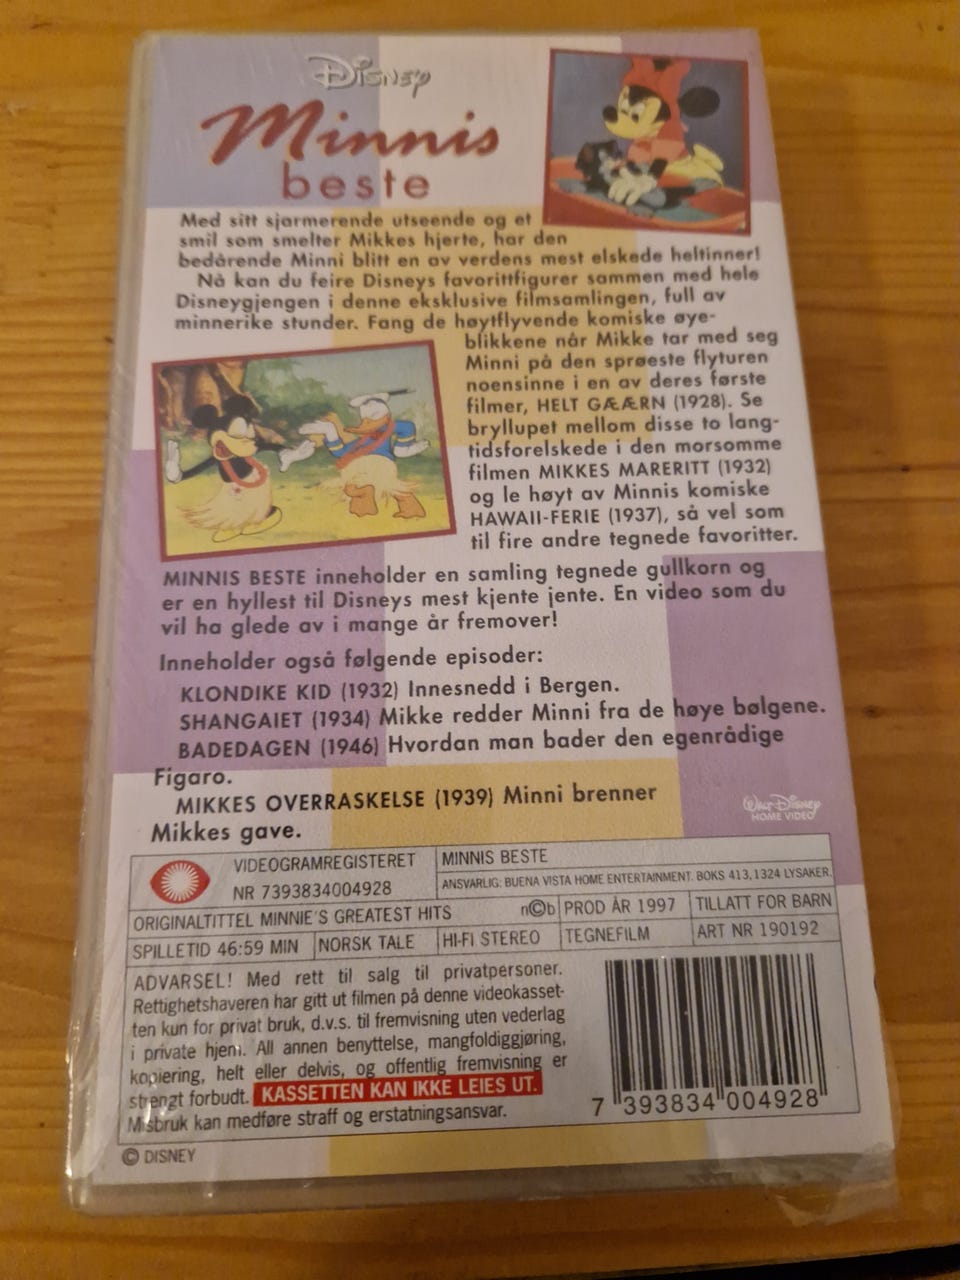 Disney
Minnis
beste
Med sitt sjarmerende utseende og et
smil som smelter Mikkes hjerte, har den
bedårende Minni blitt en av verdens mest elskede heltinner!
Nå kan du feire Disneys favorittfigurer sammen med hele
Disneygjengen i denne eksklusive filmsamlingen, full av
minnerike stunder. Fang de høytflyvende komiske øye-
blikkene når Mikke tar med seg
Minni på den sprøeste flyturen
noensinne i en av deres første
filmer, HELT GÆÆRN (1928). Se
bryllupet mellom disse to lang-
tidsforelskede i den morsomme
filmen MIKKES MARERITT (1932)
og le høyt av Minnis komiske
HAWAII-FERIE (1937), så vel som
til fire andre tegnede favoritter.
MINNIS BESTE inneholder en samling tegnede gullkorn og
er en hyllest til Disneys mest kjente jente. En video som du
vil ha glede av i mange år fremover!
Inneholder også følgende episoder:
KLONDIKE KID (1932) Innesnedd i Bergen.
SHANGAIET (1934) Mikke redder Minni fra de høye bølgene.
BADEDAGEN (1946) Hvordan man bader den egenrådige
Figaro.
MIKKES OVERRASKELSE (1939) Minni brenner
Mikkes gave.
Walt Disney
HOME VIDEO
VIDEOGRAMREGISTERET
NR 7393834004928
MINNIS BESTE
ANSVARLIG: BUENA VISTA HOME ENTERTAINMENT. BOKS 413, 1324 LYSAKER.
ORIGINALTITTEL MINNIE'S GREATEST HITS
n©b PROD ÅR 1997 TILLATT FOR BARN
SPILLETID 46:59 MIN NORSK TALE HI-FI STEREO TEGNEFILM ART NR 190192
ADVARSEL! Med rett til salg til privatpersoner.
Rettighetshaveren har gitt ut filmen på denne videokasset-
ten kun for privat bruk, d.v.s. til fremvisning uten vederlag
i private hjem. All annen benyttelse, mangfoldiggjøring,
kopiering, helt eller delvis, og offentlig fremvisning er
strengt forbudt. KASSETTEN KAN IKKE LEIES UT.
Misbruk kan medføre straff og erstatningsansvar.
7 393834 004928
© DISNEY